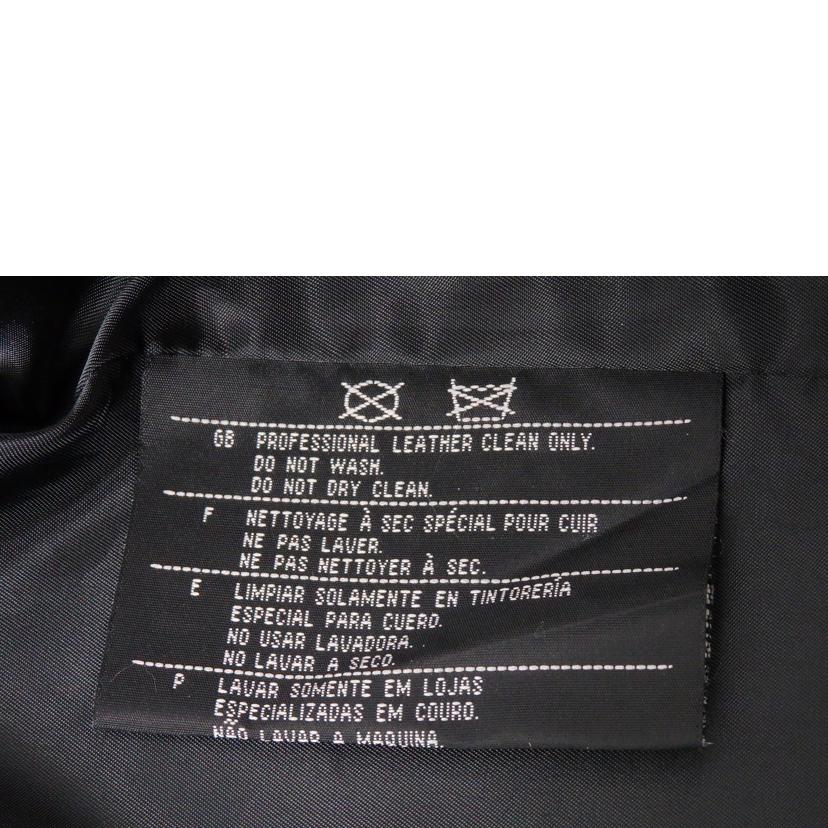 GB PROFESSIONAL LEATHER CLEAN ONLY.
DO NOT WASH.
DO NOT DRY CLEAN.
F NETTOYAGE À SEC SPÉCIAL POUR CUIR
NE PAS LAVER.
NE PAS NETTOYER À SEC.
E LIMPIAR SOLAMENTE EN TINTORERÍA
ESPECIAL PARA CUERO.
NO USAR LAVADORA.
NO LAVAR A SECO.
P LAVAR SOMENTE EM LOJAS
ESPECIALIZADAS EM COURO.
NÃO LAVAR A MAQUINA.